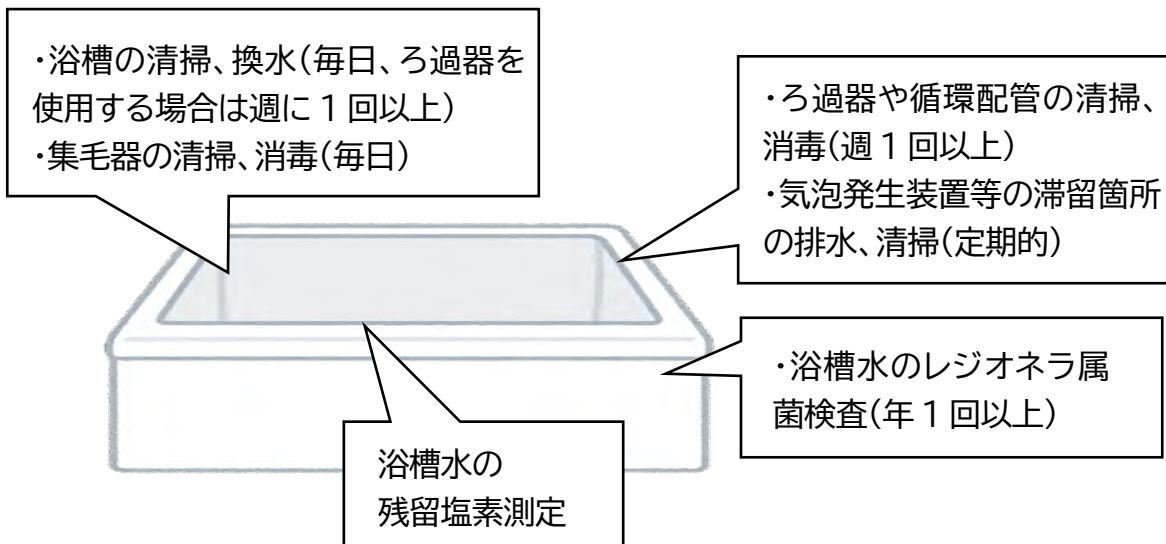 ・浴槽の清掃、換水(毎日、ろ過器を
使用する場合は週に1回以上)
・集毛器の清掃、消毒(毎日)
・ろ過器や循環配管の清掃、
消毒(週1回以上)
・気泡発生装置等の滞留箇所
の排水、清掃(定期的)
・浴槽水のレジオネラ属
菌検査(年1回以上)
浴槽水の
残留塩素測定